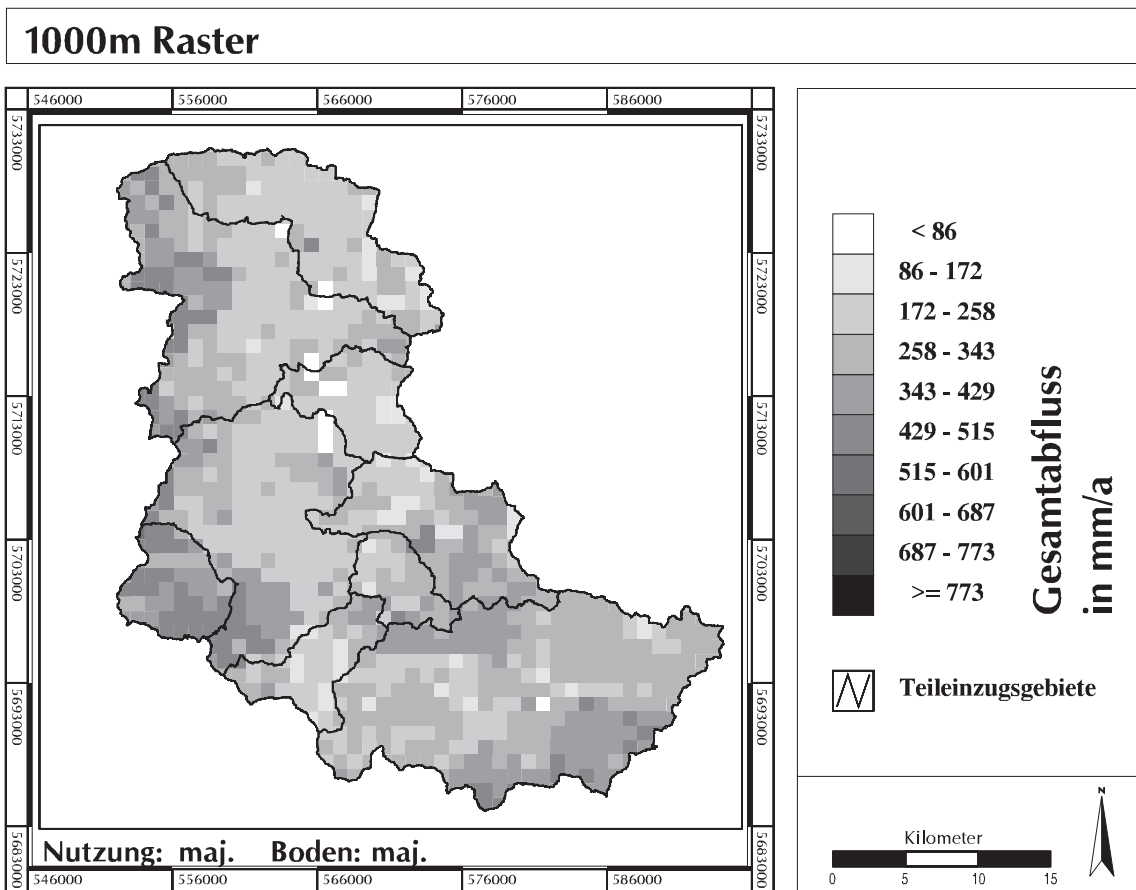 1000m Raster
546000 556000 566000 576000 586000
5733000 5733000
5723000 5723000
5713000 5713000
5703000 5703000
5693000 5693000
5683000 5683000
Nutzung: maj. Boden: maj.
546000 556000 566000 576000 586000
< 86
86 - 172
172 - 258
258 - 343
343 - 429
429 - 515
515 - 601
601 - 687
687 - 773
>= 773
Gesamtabfluss
in mm/a
Teileinzugsgebiete
Kilometer
0 5 10 15
N